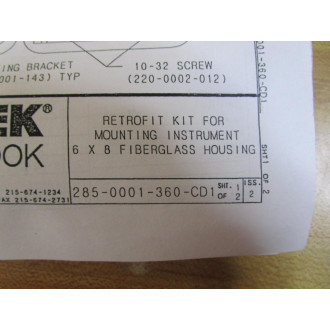 ING BRACKET
001-143) TYP
10-32 SCREW
(220-0002-012)
EK®
OOK
215-674-1234
AX 215-674-2731
RETROFIT KIT FOR
MOUNTING INSTRUMENT
6 X 8 FIBERGLASS HOUSING
285-0001-360-CD1
SHT. 1
OF 2
ISS.
2
001-360-CD1
SHT1 OF 2